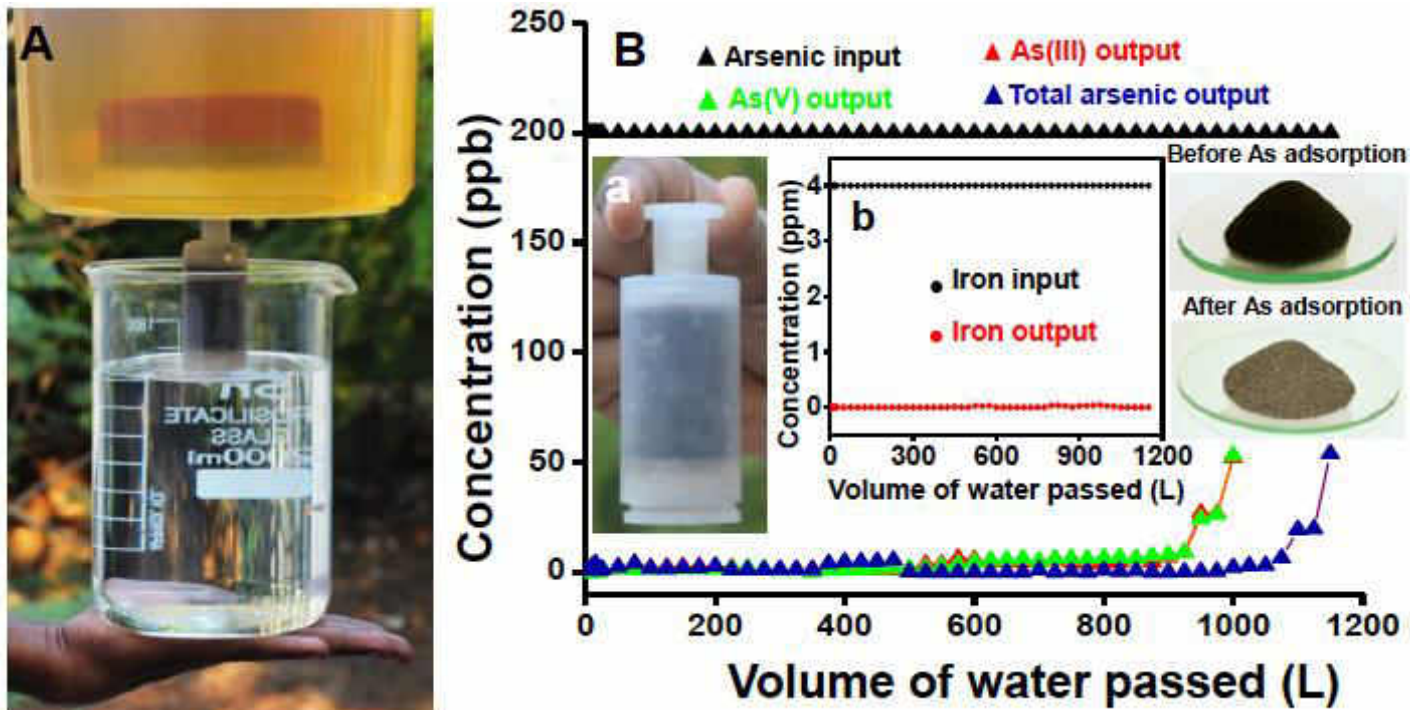 A
ROSILICATE
GLASS
2000ml
B
Arsenic input
As(III) output
As(V) output
Total arsenic output
Concentration (ppb)
250
200
150
100
50
0
0 200 400 600 800 1000 1200
Volume of water passed (L)
a
b
Concentration (ppm)
4
3
2
1
0
Iron input
Iron output
0 300 600 900 1200
Volume of water passed (L)
Before As adsorption
After As adsorption